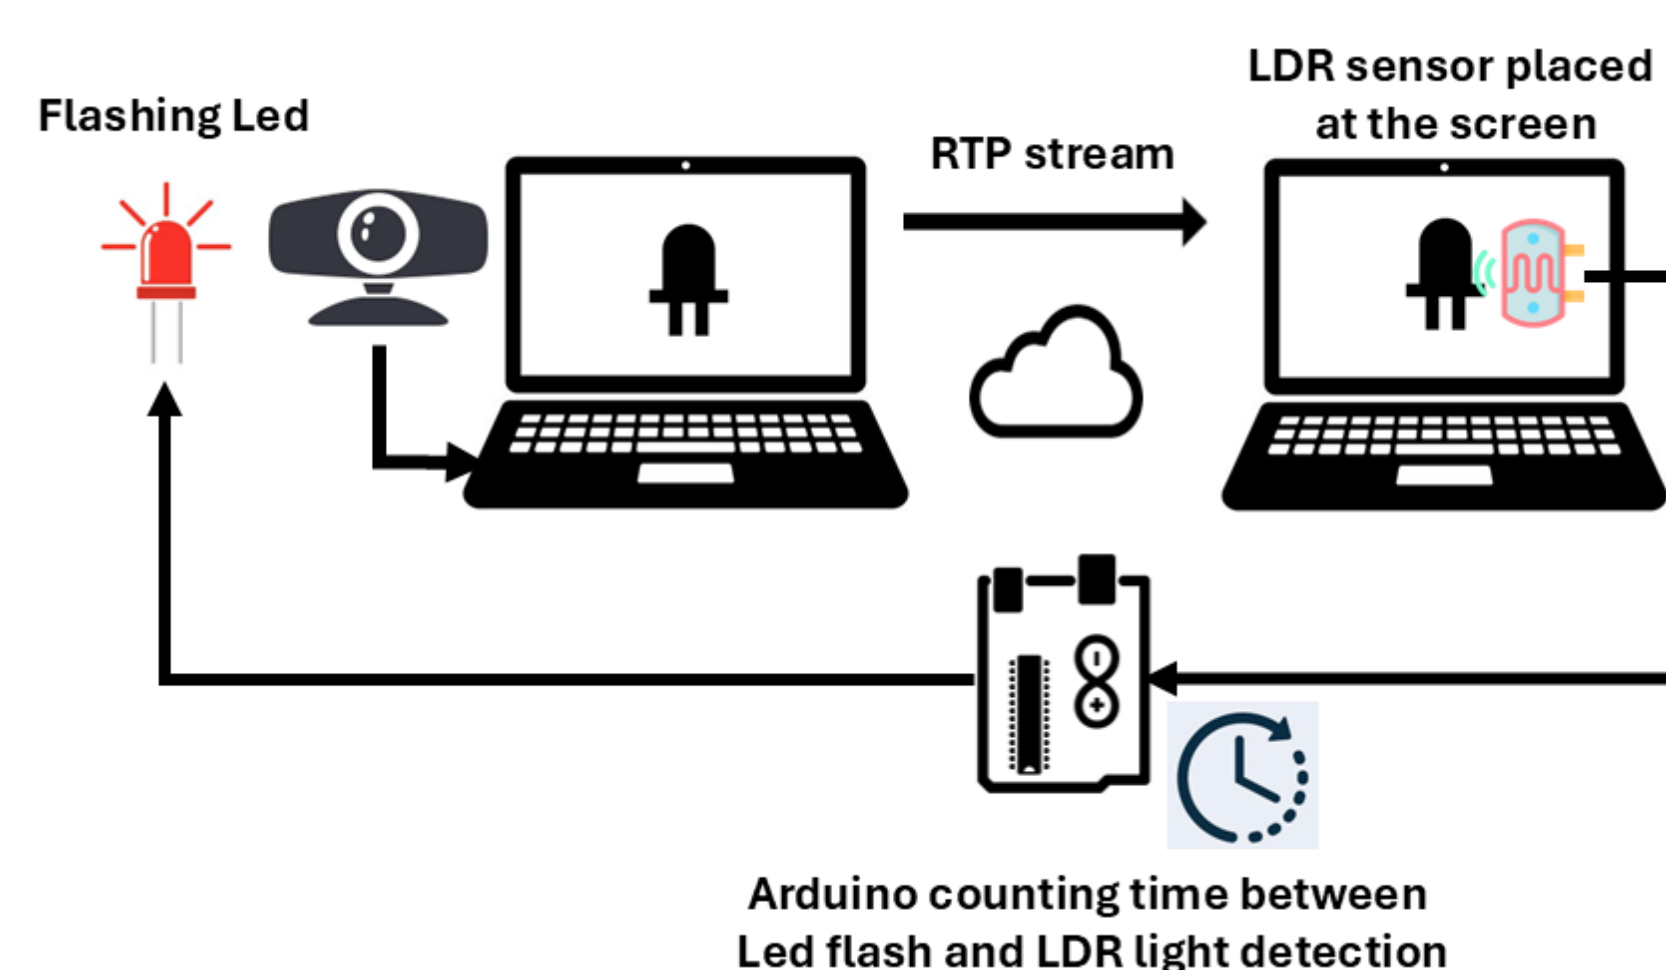 Flashing Led
RTP stream
LDR sensor placed
at the screen
Arduino counting time between
Led flash and LDR light detection